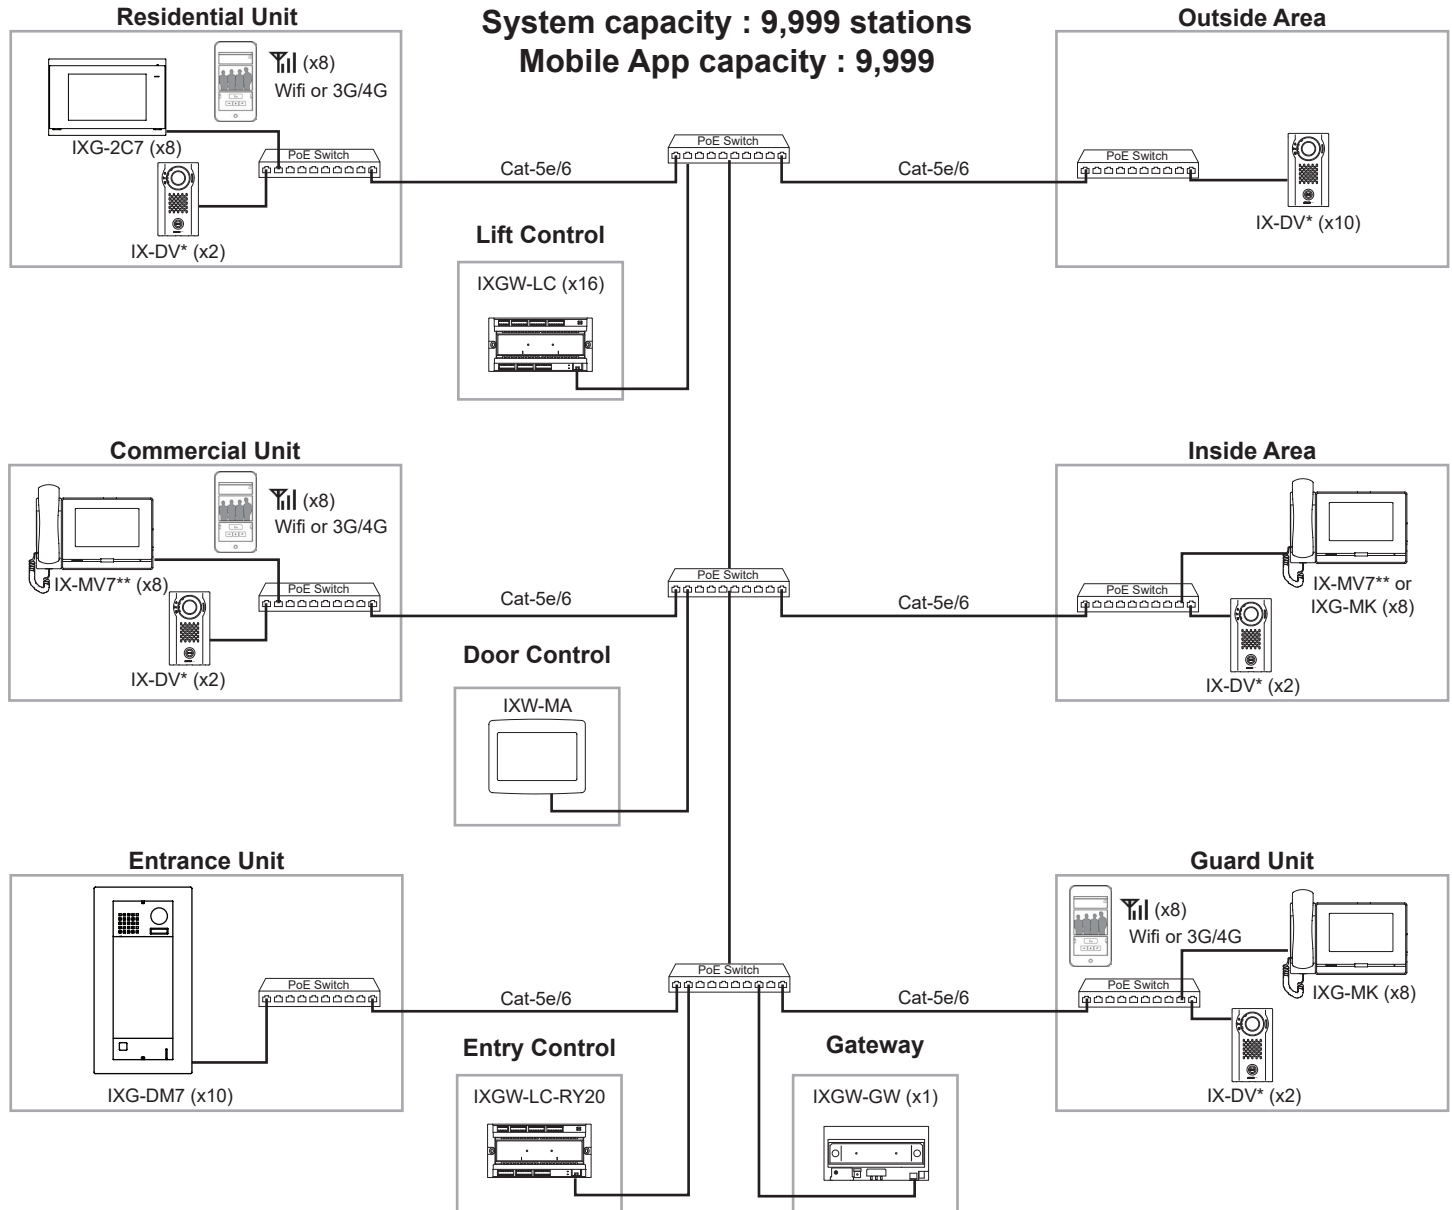 System capacity : 9,999 stations
Mobile App capacity : 9,999
Residential Unit
(x8)
Wifi or 3G/4G
IXG-2C7 (x8)
PoE Switch
IX-DV* (x2)
Cat-5e/6
PoE Switch
Cat-5e/6
Outside Area
PoE Switch
IX-DV* (x10)
Lift Control
IXGW-LC (x16)
Commercial Unit
(x8)
Wifi or 3G/4G
IX-MV7** (x8)
PoE Switch
IX-DV* (x2)
Cat-5e/6
PoE Switch
Cat-5e/6
Inside Area
PoE Switch
IX-MV7** or
IXG-MK (x8)
IX-DV* (x2)
Door Control
IXW-MA
Entrance Unit
PoE Switch
IXG-DM7 (x10)
Cat-5e/6
PoE Switch
Cat-5e/6
Guard Unit
(x8)
Wifi or 3G/4G
PoE Switch
IXG-MK (x8)
IX-DV* (x2)
Entry Control
IXGW-LC-RY20
Gateway
IXGW-GW (x1)